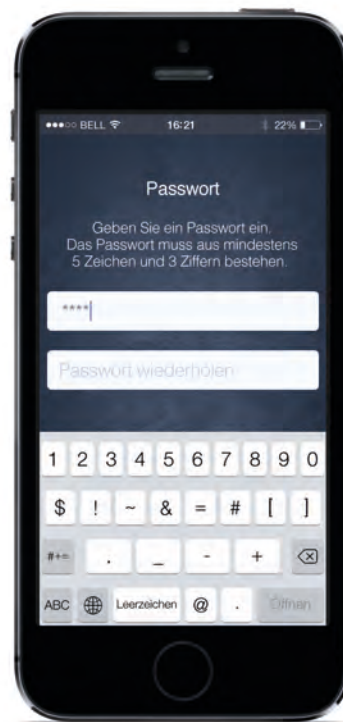 BELL 16:21 22%
Passwort
Geben Sie ein Passwort ein.
Das Passwort muss aus mindestens
5 Zeichen und 3 Ziffern bestehen.
****
Passwort wiederholen
1 2 3 4 5 6 7 8 9 0
$ ! ~ & = # [ ]
#+= . _ - +
ABC Leerzeichen @ . Öffnen